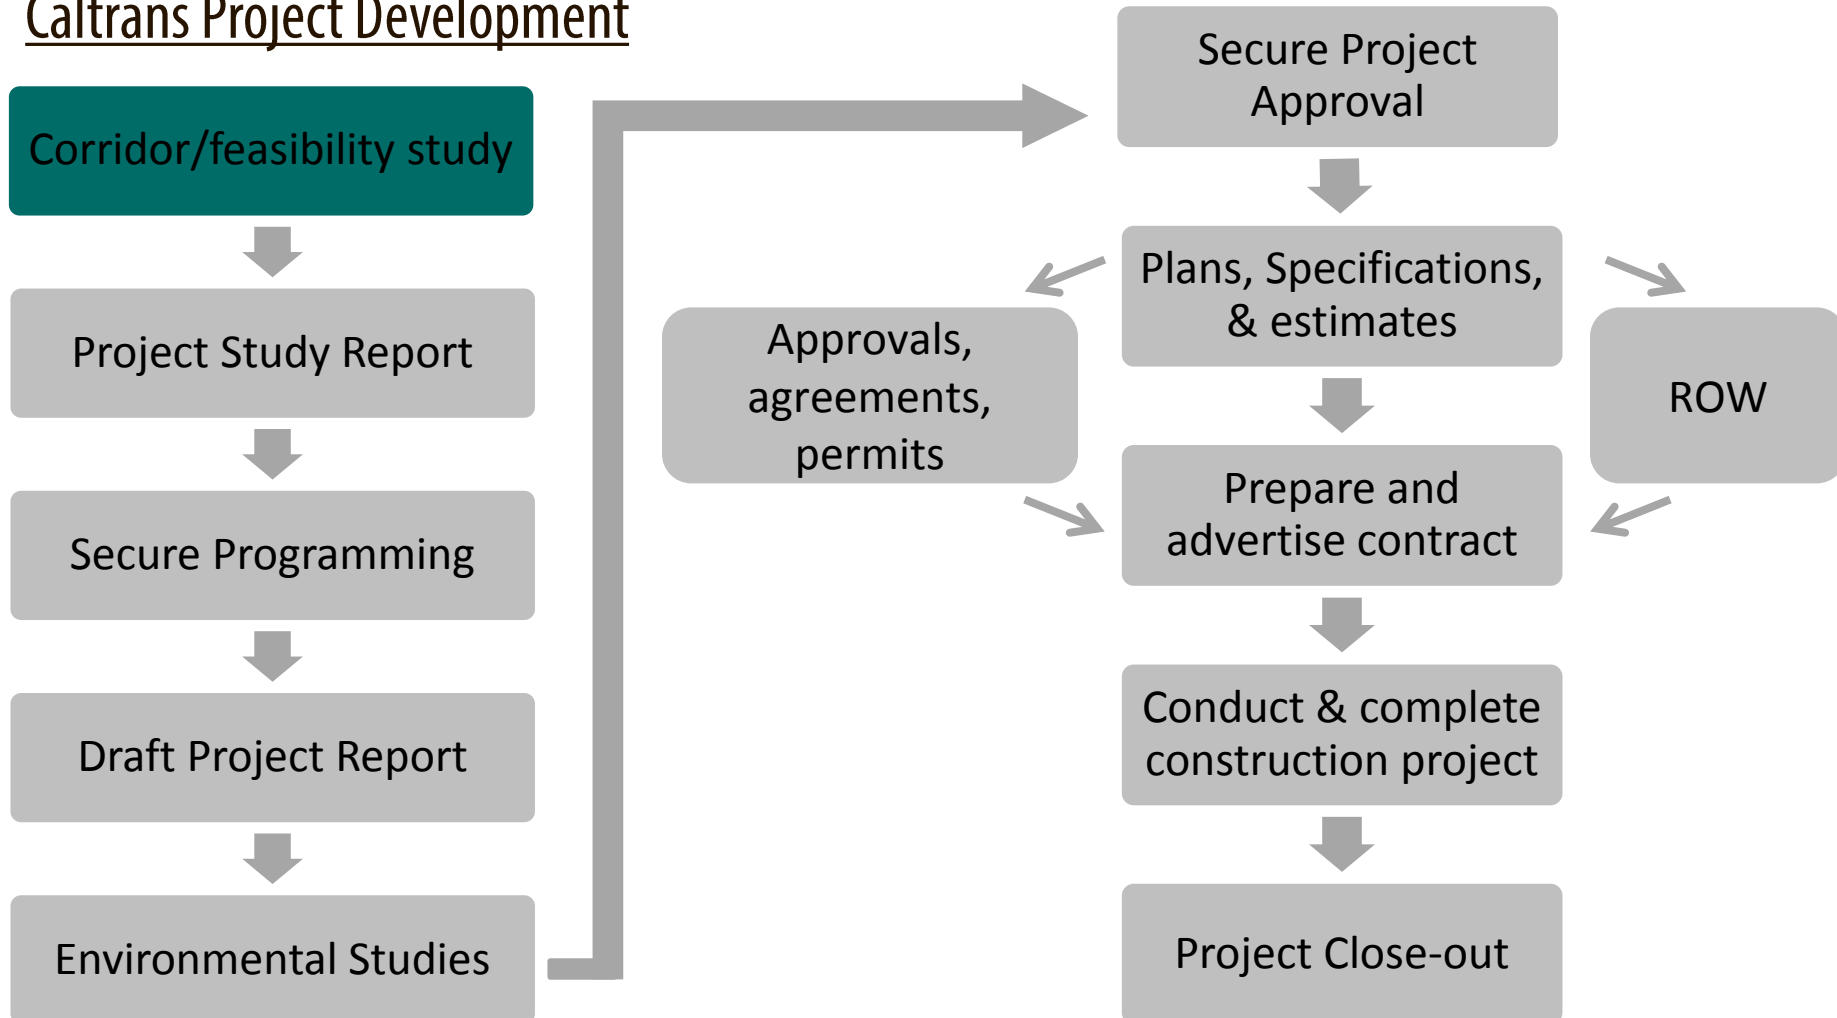 Caltrans Project Development
Corridor/feasibility study
Project Study Report
Secure Programming
Draft Project Report
Environmental Studies
Secure Project
Approval
Plans, Specifications,
& estimates
Approvals,
agreements,
permits
ROW
Prepare and
advertise contract
Conduct & complete
construction project
Project Close-out